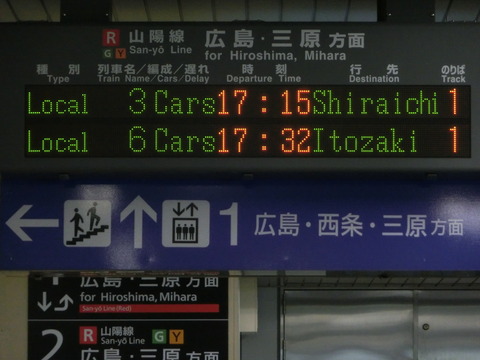 R 山陽線 広島・三原 方面
G Y San-yō Line for Hiroshima, Mihara
種別 列車名/編成/遅れ 時刻 行先 のりば
Type Train Name/Cars/Delay Departure Time Destination Track
Local 3 Cars 17:15 Shiraichi 1
Local 6 Cars 17:32 Itozaki 1
← ↑ 1 広島・西条・三原 方面
1 広島・三原 方面
for Hiroshima, Mihara
San-yō Line (Red)
2 R 山陽線 G Y